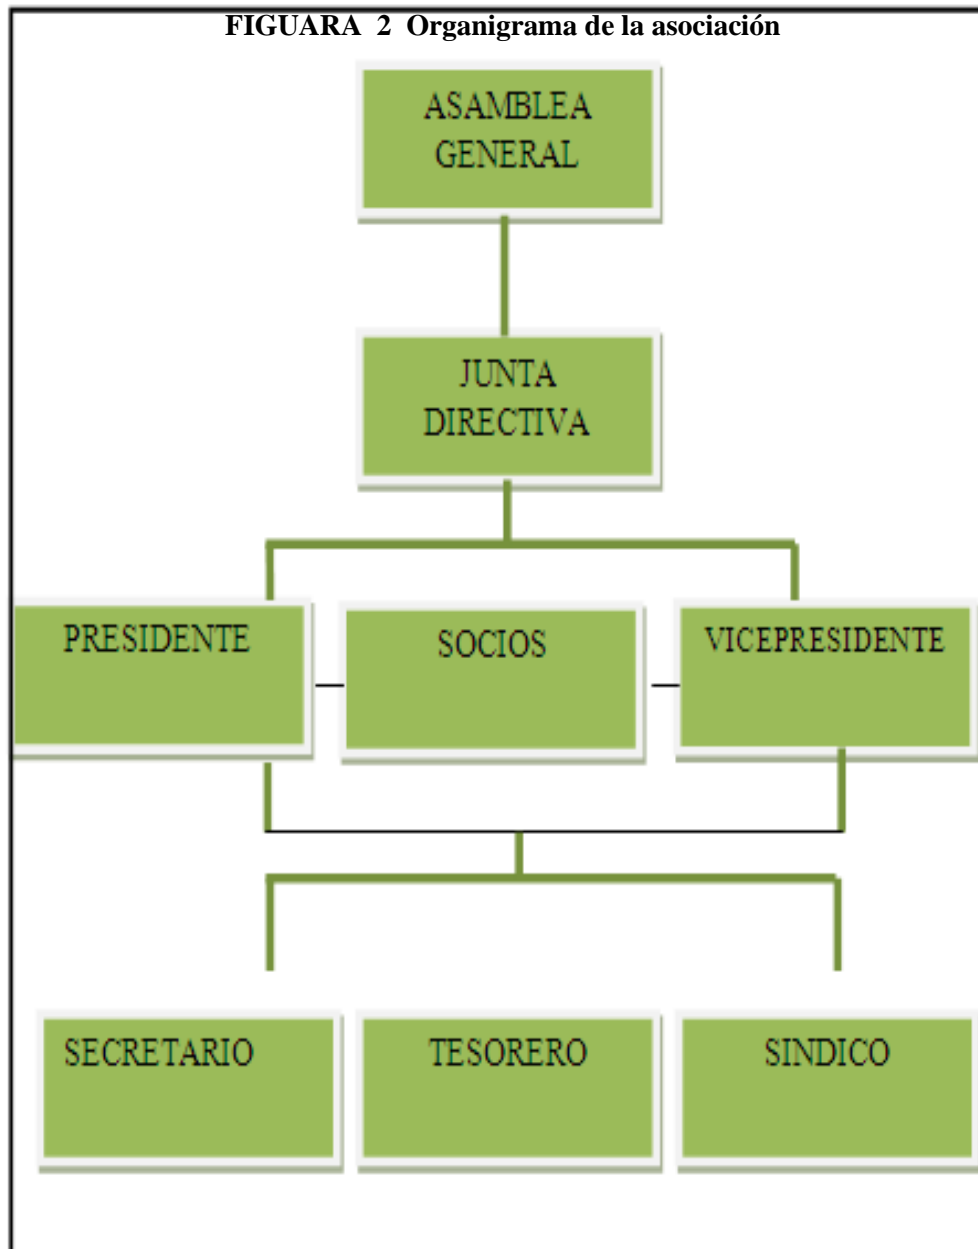 FIGUARA 2 Organigrama de la asociación
ASAMBLEA
GENERAL
JUNTA
DIRECTIVA
PRESIDENTE
SOCIOS
VICEPRESIDENTE
SECRETARIO
TESORERO
SINDICO